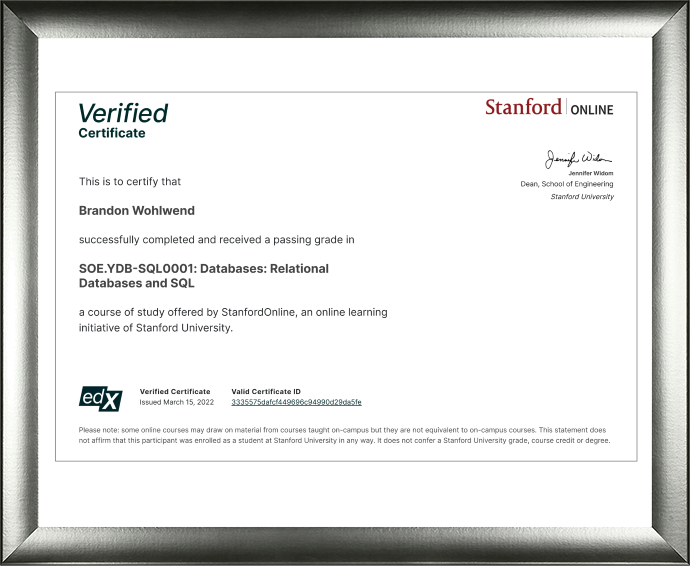 Verified
Certificate
Stanford ONLINE
Jennifer Widom
Jennifer Widom
Dean, School of Engineering
Stanford University
This is to certify that
Brandon Wohlwend
successfully completed and received a passing grade in
SOE.YDB-SQL0001: Databases: Relational
Databases and SQL
a course of study offered by StanfordOnline, an online learning
initiative of Stanford University.
edX
Verified Certificate
Issued March 15, 2022
Valid Certificate ID
3335575dafcf449696c94990d29da5fe
Please note: some online courses may draw on material from courses taught on-campus but they are not equivalent to on-campus courses. This statement does
not affirm that this participant was enrolled as a student at Stanford University in any way. It does not confer a Stanford University grade, course credit or degree.